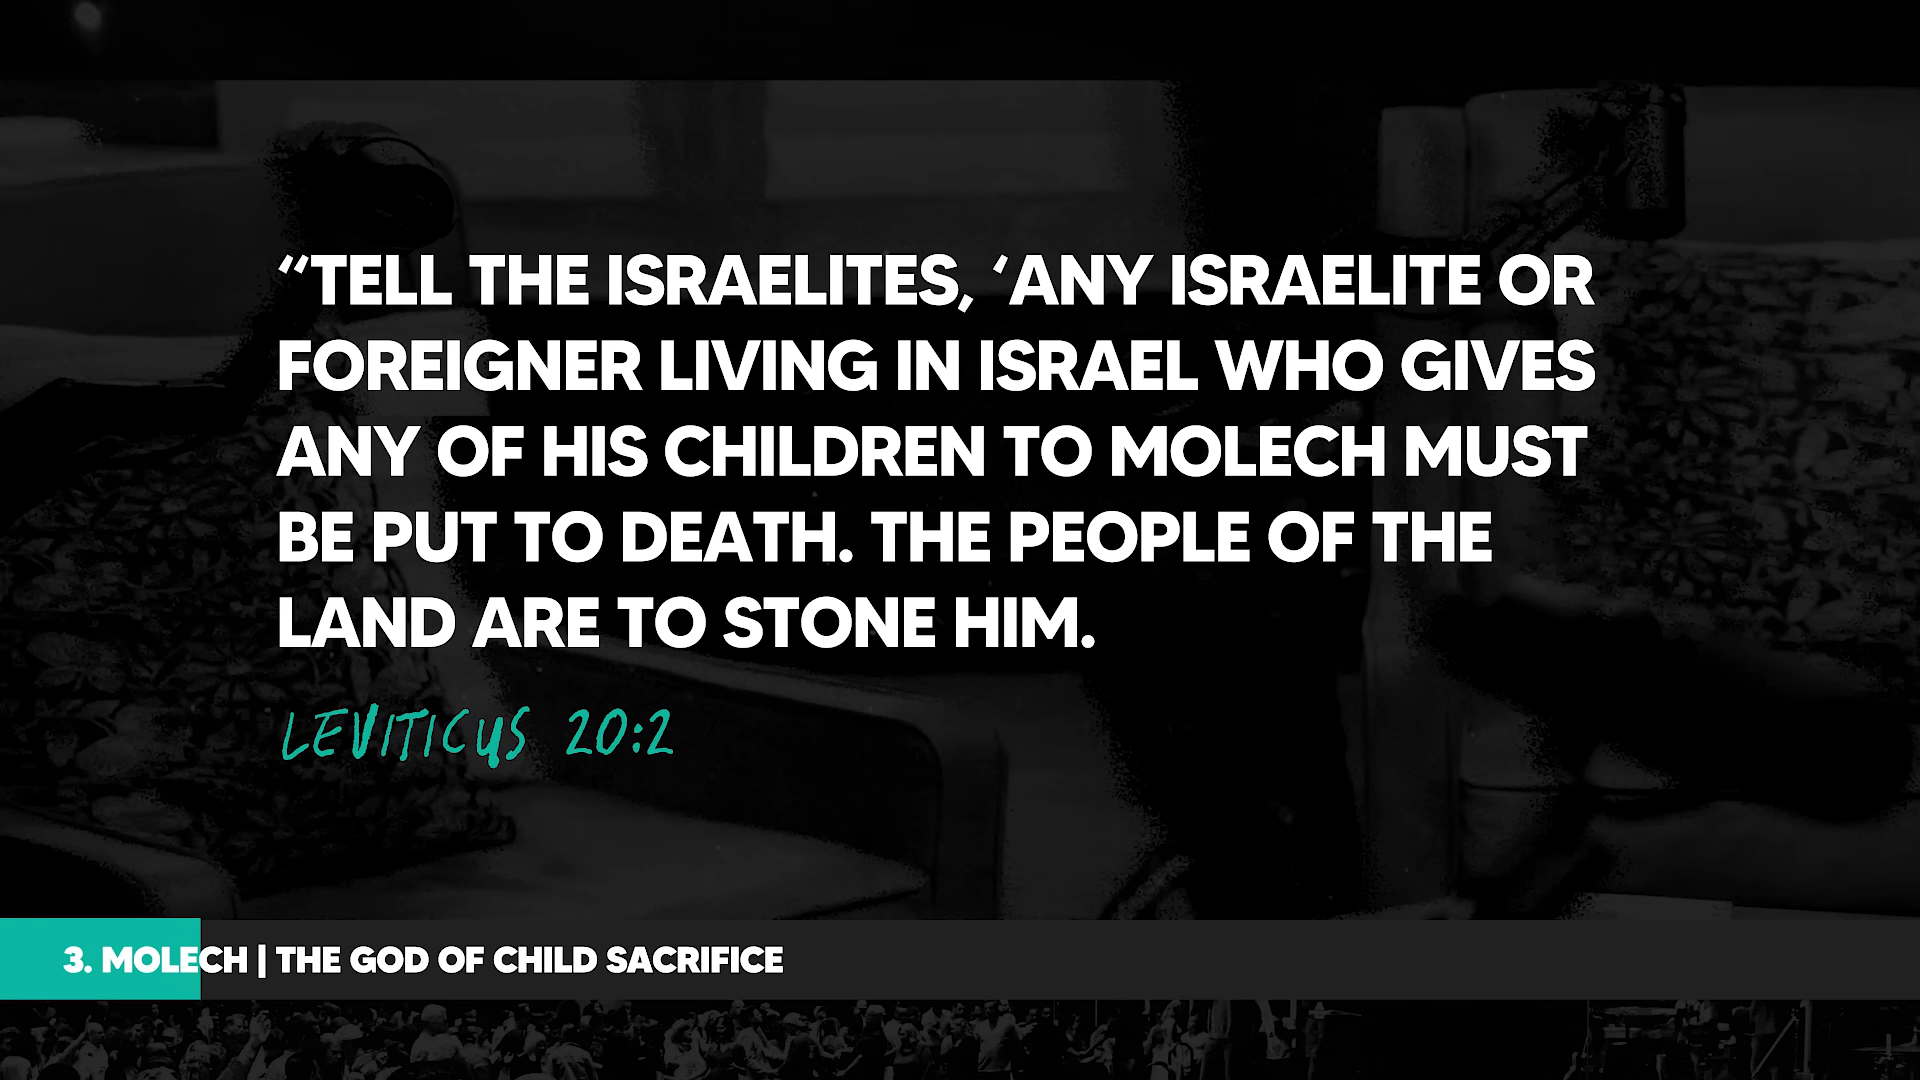 “TELL THE ISRAELITES, ‘ANY ISRAELITE OR
FOREIGNER LIVING IN ISRAEL WHO GIVES
ANY OF HIS CHILDREN TO MOLECH MUST
BE PUT TO DEATH. THE PEOPLE OF THE
LAND ARE TO STONE HIM.
LEVITICUS 20:2
3. MOLECH | THE GOD OF CHILD SACRIFICE